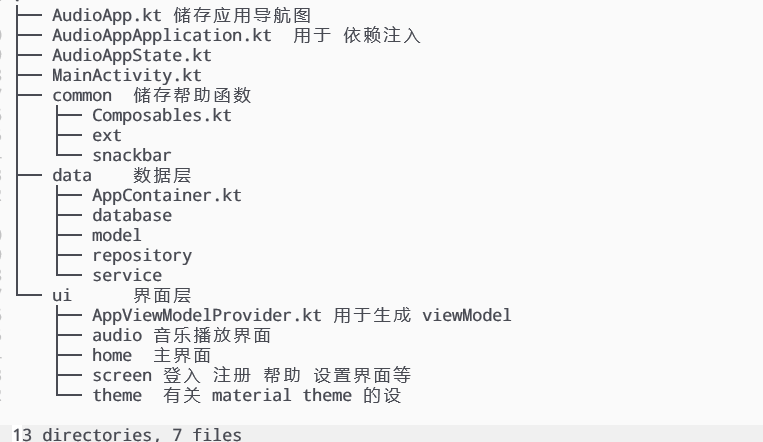 ├── AudioApp.kt 储存应用导航图
├── AudioAppApplication.kt  用于 依赖注入
├── AudioAppState.kt
├── MainActivity.kt
├── common  储存帮助函数
│   ├── Composables.kt
│   ├── ext
│   └── snackbar
├── data    数据层
│   ├── AppContainer.kt
│   ├── database
│   ├── model
│   ├── repository
│   └── service
└── ui      界面层
    ├── AppViewModelProvider.kt 用于生成 viewModel
    ├── audio 音乐播放界面
    ├── home  主界面
    ├── screen 登入 注册 帮助 设置界面等
    └── theme  有关 material theme 的设
13 directories, 7 files